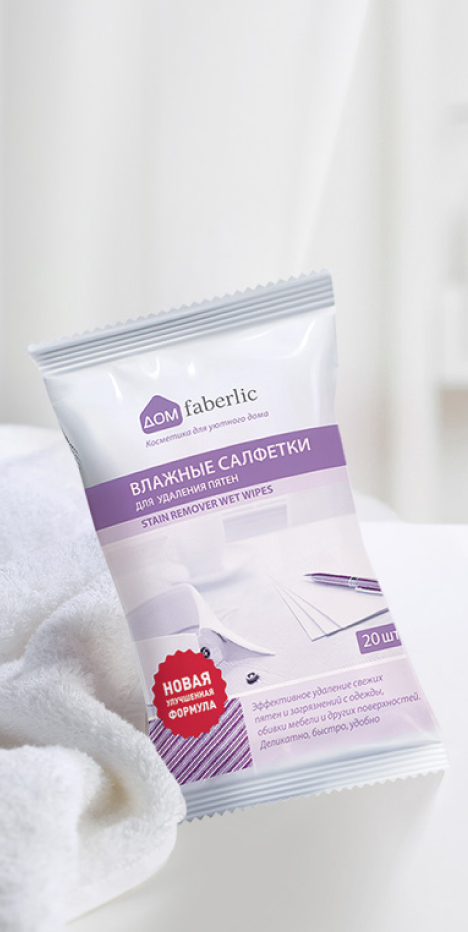 ДОМ faberlic
Косметика для уютного дома
ВЛАЖНЫЕ САЛФЕТКИ
ДЛЯ УДАЛЕНИЯ ПЯТЕН
STAIN REMOVER WET WIPES
20 шт
НОВАЯ
УЛУЧШЕННАЯ
ФОРМУЛА
Эффективное удаление свежих
пятен и загрязнений с одежды,
обивки мебели и других поверхностей.
Деликатно, быстро, удобно